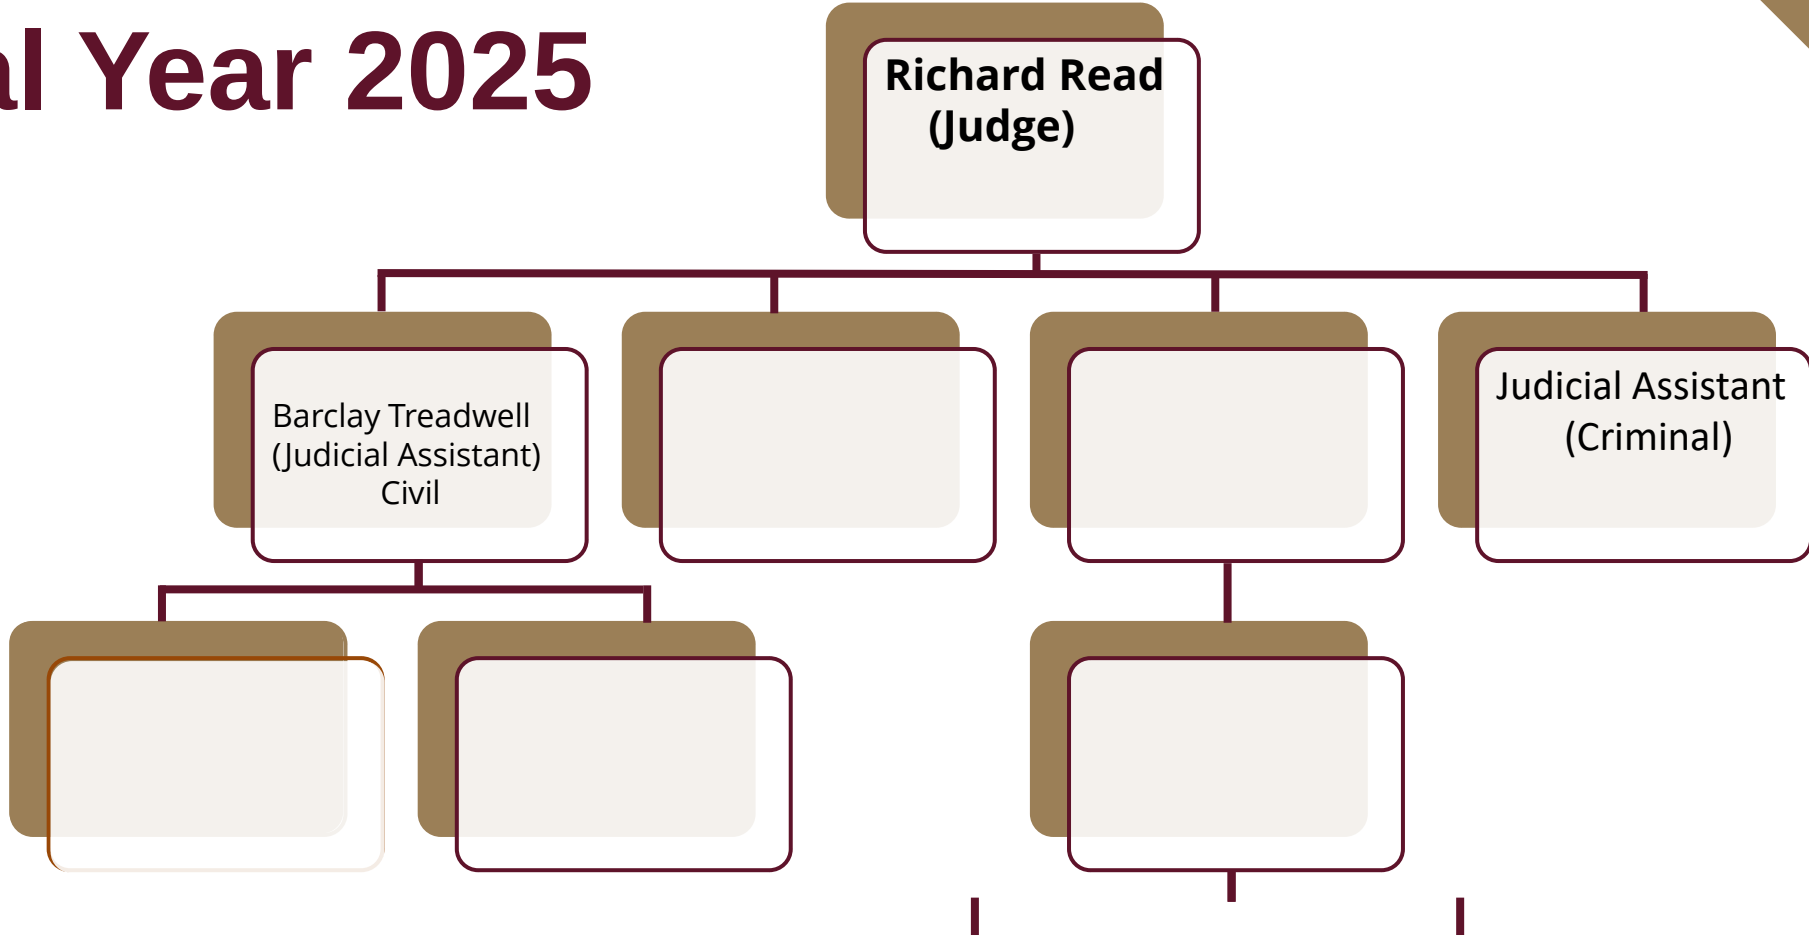 al Year 2025
Richard Read
(Judge)
Barclay Treadwell
(Judicial Assistant)
Civil
Judicial Assistant
(Criminal)